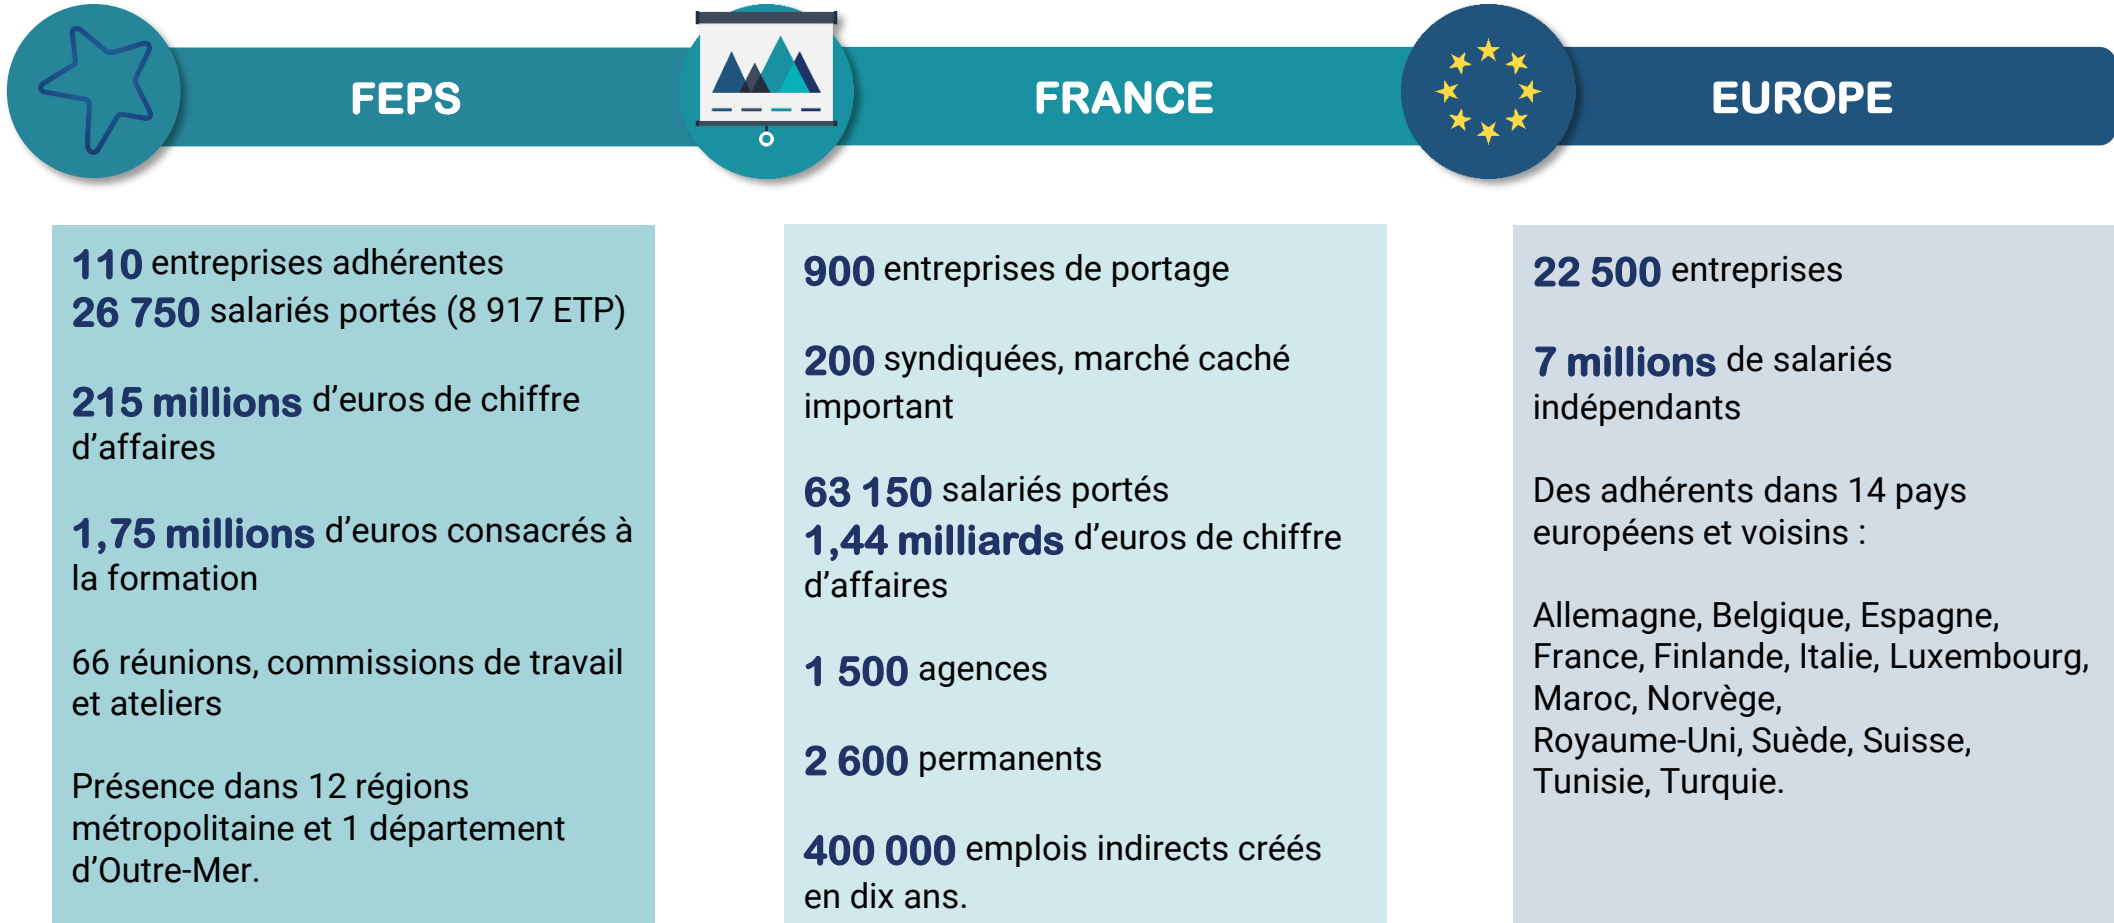 FEPS
FRANCE
EUROPE
110 entreprises adhérentes
26 750 salariés portés (8 917 ETP)
215 millions d’euros de chiffre
d’affaires
1,75 millions d’euros consacrés à
la formation
66 réunions, commissions de travail
et ateliers
Présence dans 12 régions
métropolitaine et 1 département
d’Outre-Mer.
900 entreprises de portage
200 syndiquées, marché caché
important
63 150 salariés portés
1,44 milliards d’euros de chiffre
d’affaires
1 500 agences
2 600 permanents
400 000 emplois indirects créés
en dix ans.
22 500 entreprises
7 millions de salariés
indépendants
Des adhérents dans 14 pays
européens et voisins :
Allemagne, Belgique, Espagne,
France, Finlande, Italie, Luxembourg,
Maroc, Norvège,
Royaume-Uni, Suède, Suisse,
Tunisie, Turquie.